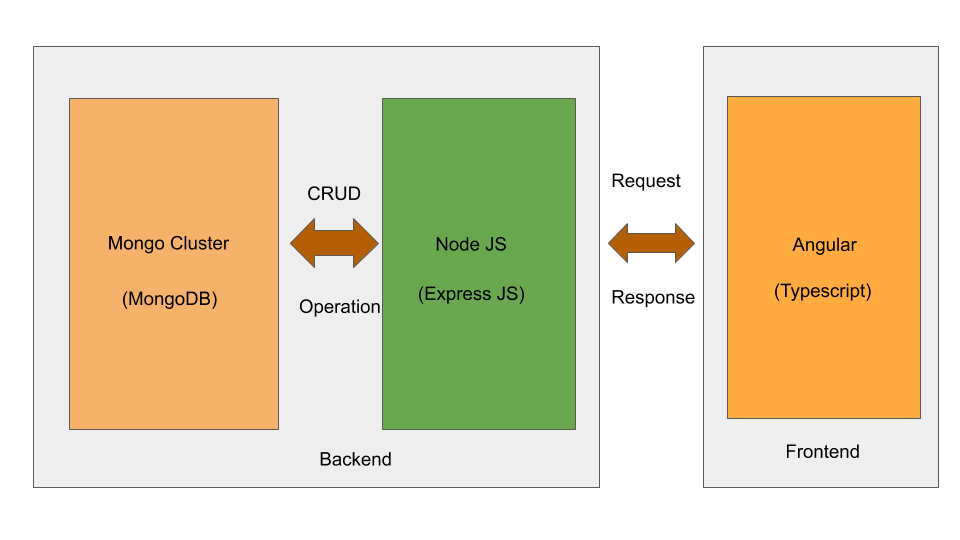 Mongo Cluster
(MongoDB)
CRUD
Operation
Node JS
(Express JS)
Backend
Request
Response
Angular
(Typescript)
Frontend